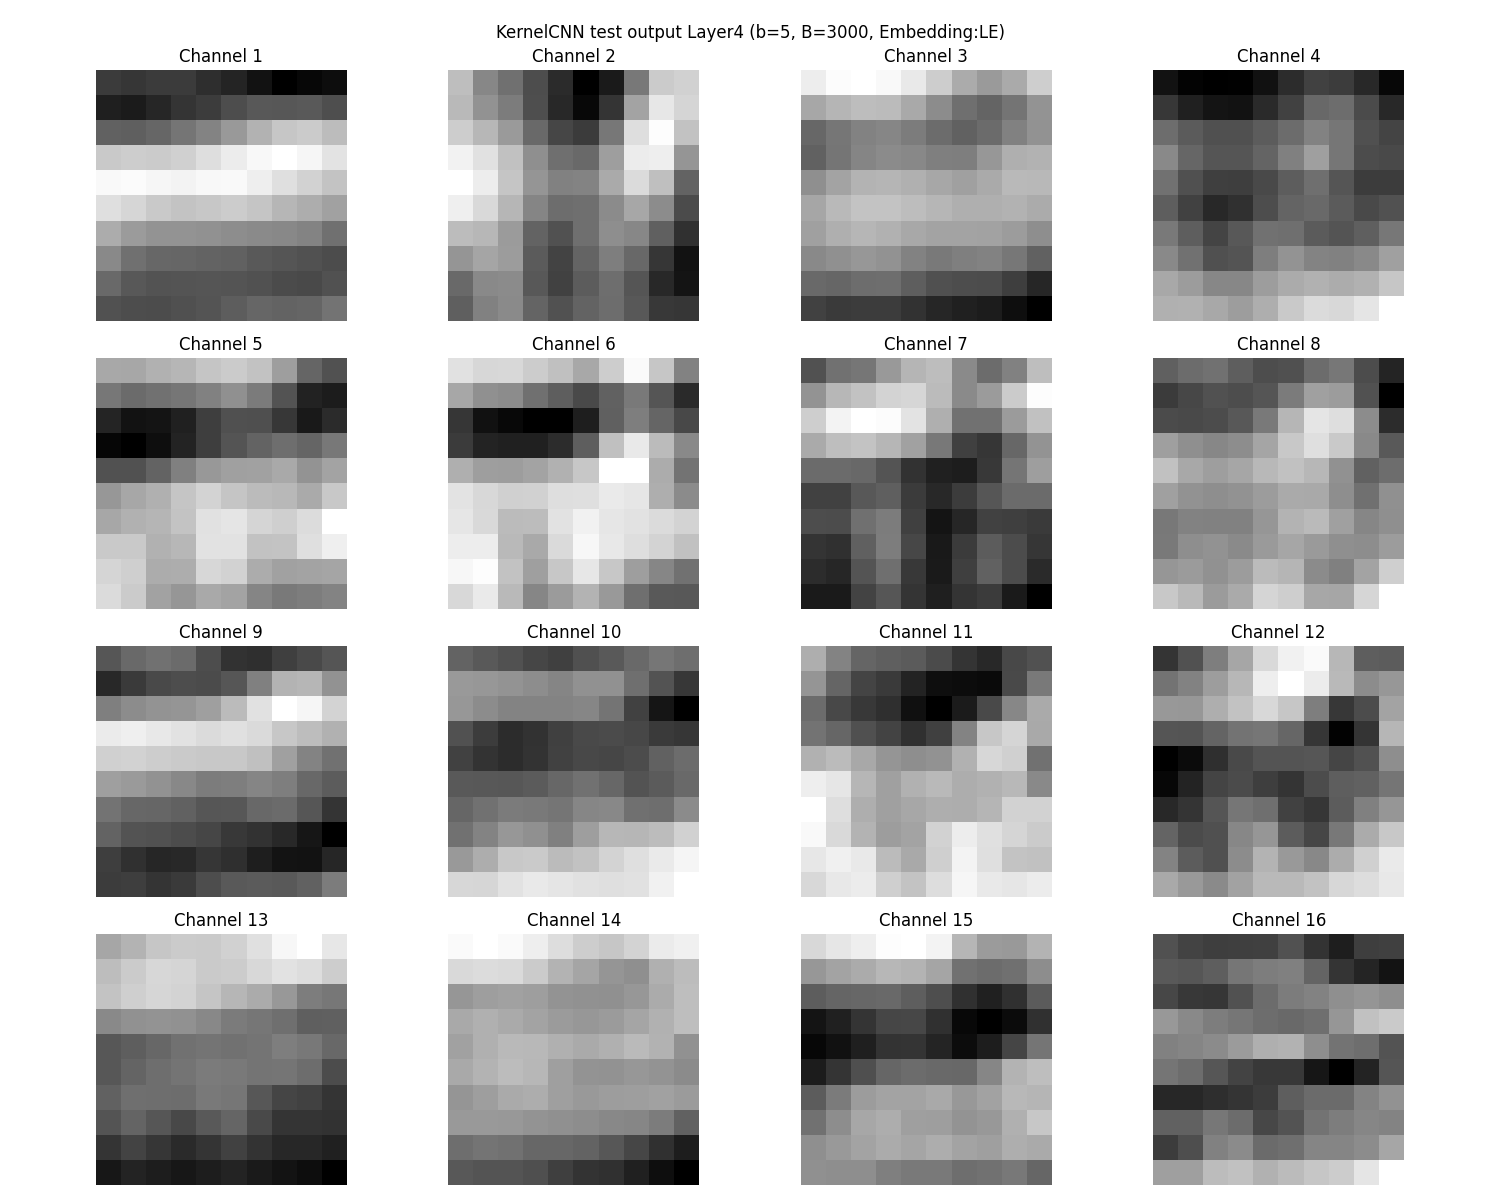 KernelCNN test output Layer4 (b=5, B=3000, Embedding:LE)
Channel 1 Channel 2 Channel 3 Channel 4
Channel 5 Channel 6 Channel 7 Channel 8
Channel 9 Channel 10 Channel 11 Channel 12
Channel 13 Channel 14 Channel 15 Channel 16